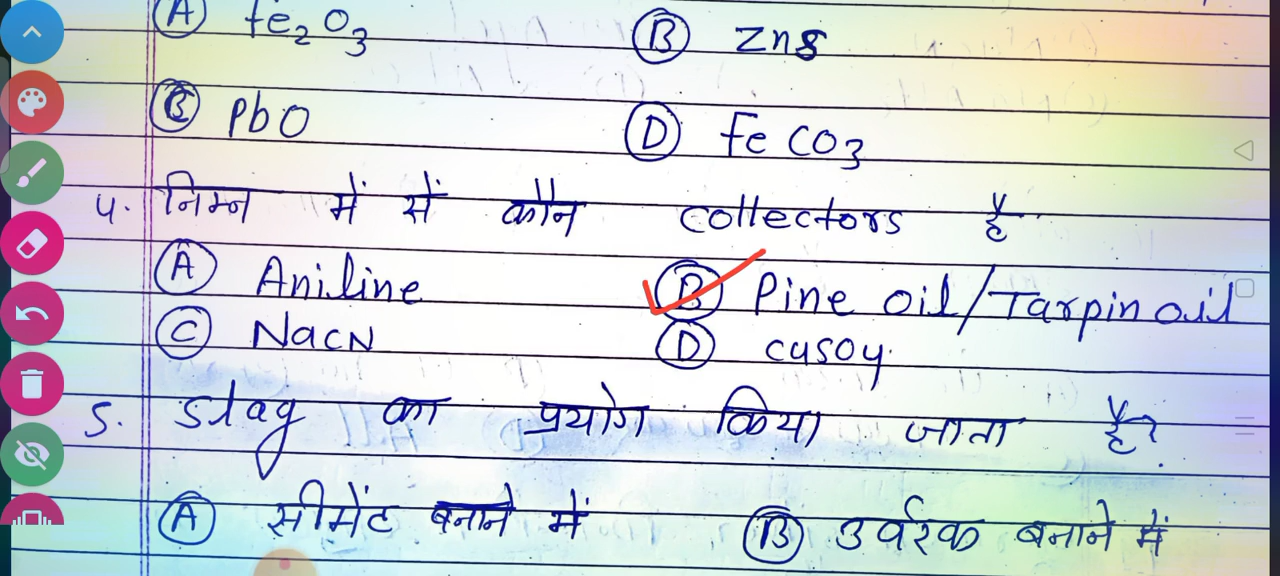 A Fe2O3 B ZnS
C PbO D FeCO3
4. निम्न में से कौन collectors है
A Aniline B Pine oil/Tarpin oil
C NaCN D CuSO4.
5. Slag का प्रयोग किया जाता है?
A सीमेंट बनाने में B उर्वरक बनाने में